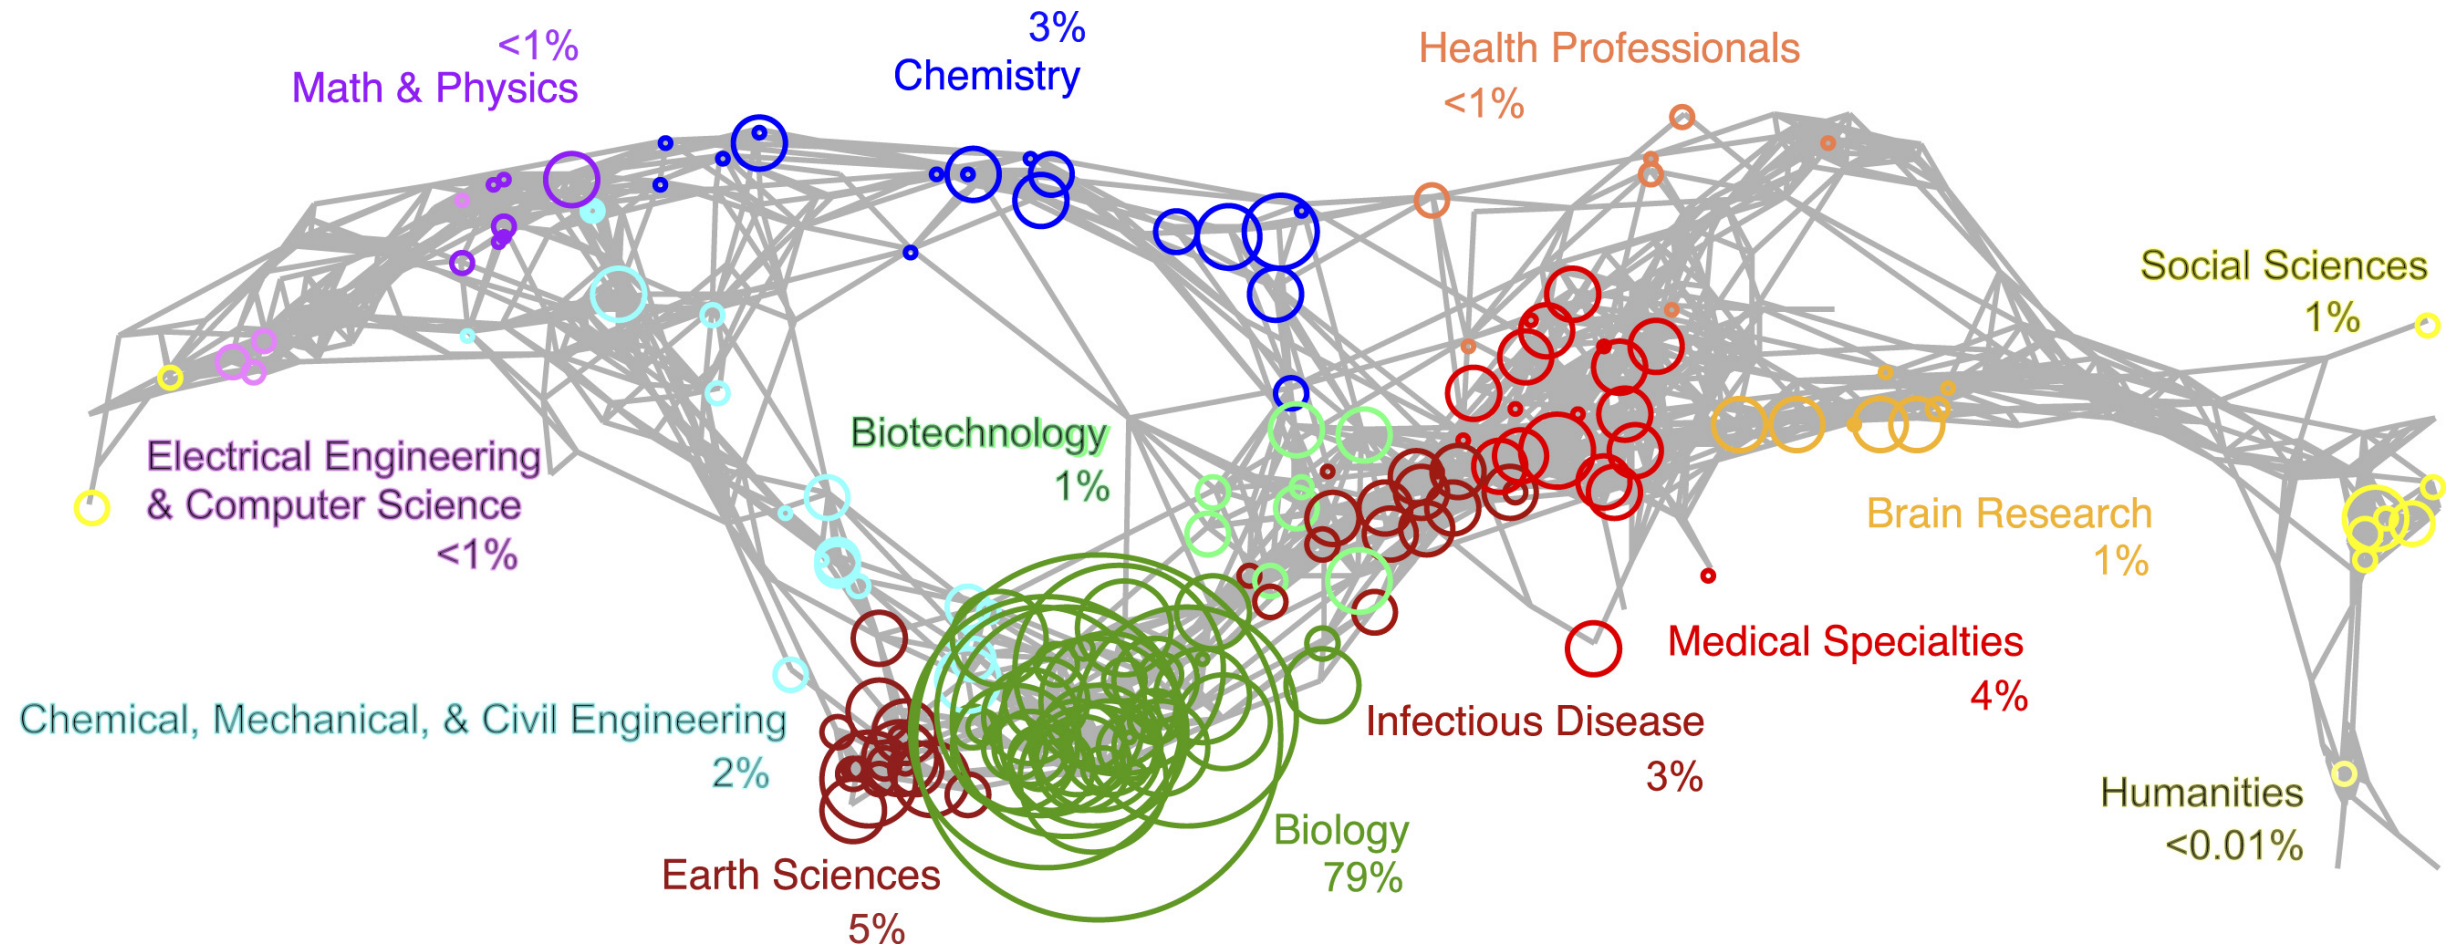 <1%
Math & Physics
3%
Chemistry
Health Professionals
<1%
Social Sciences
1%
Electrical Engineering
& Computer Science
<1%
Biotechnology
1%
Brain Research
1%
Medical Specialties
4%
Chemical, Mechanical, & Civil Engineering
2%
Infectious Disease
3%
Humanities
<0.01%
Biology
79%
Earth Sciences
5%